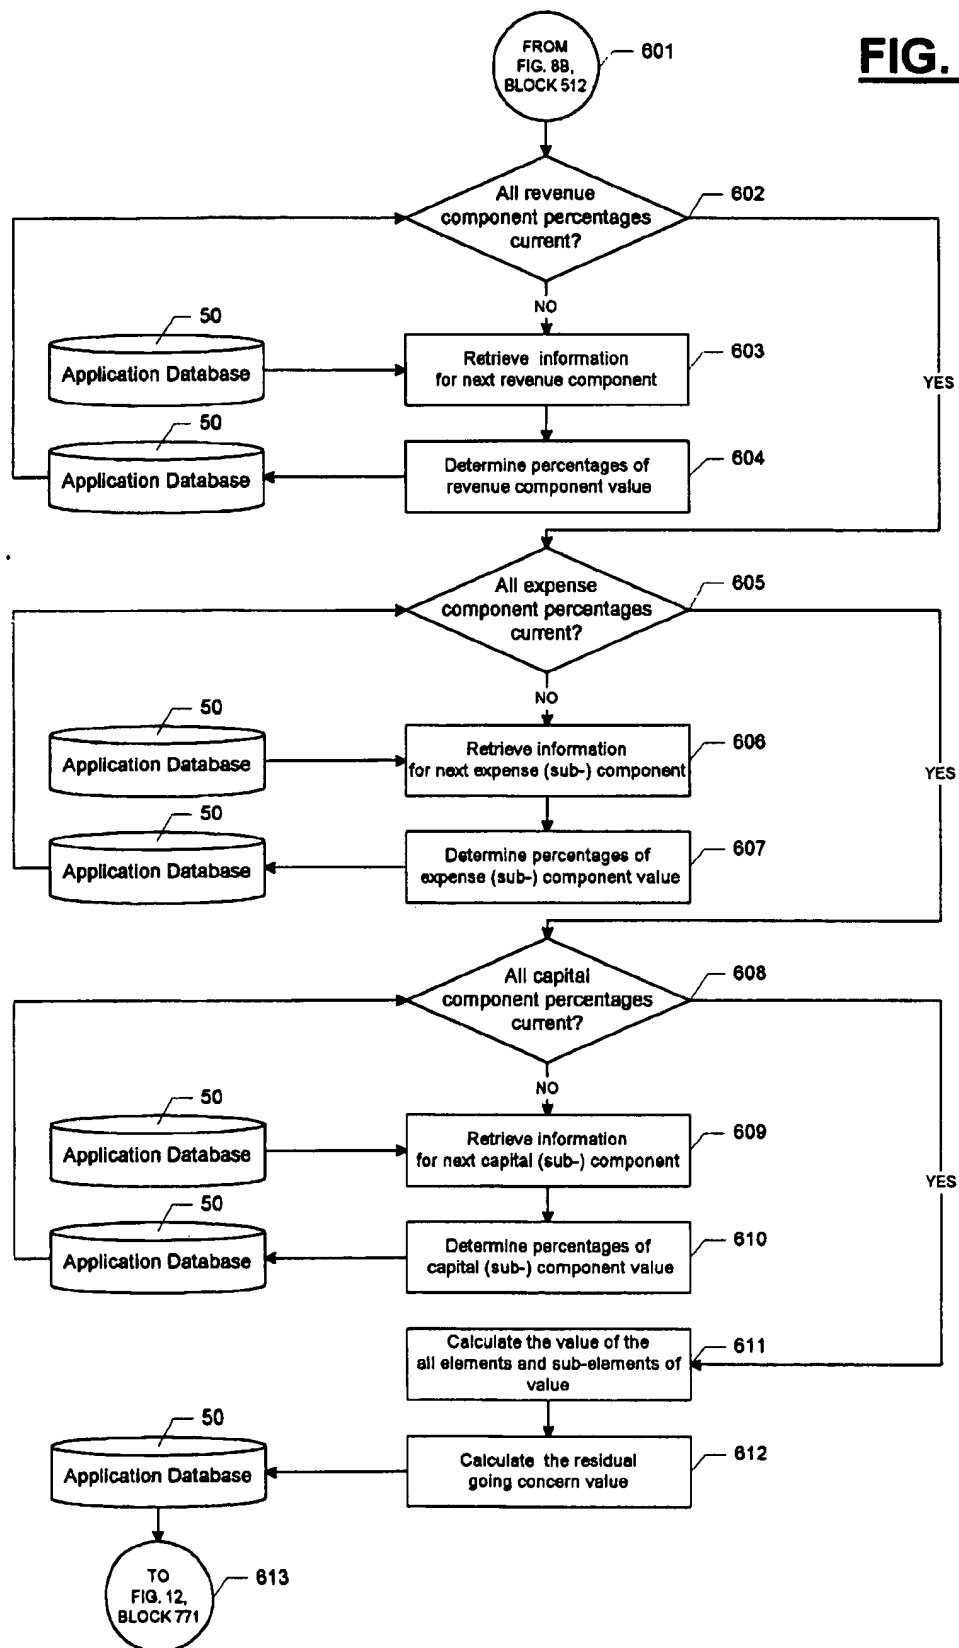 FROM
FIG. 8B,
BLOCK 512
601
FIG.
All revenue
component percentages
current?
602
NO
YES
50
Application Database
Retrieve information
for next revenue component
603
50
Application Database
Determine percentages of
revenue component value
604
All expense
component percentages
current?
605
NO
YES
50
Application Database
Retrieve information
for next expense (sub-) component
606
50
Application Database
Determine percentages of
expense (sub-) component value
607
All capital
component percentages
current?
608
NO
YES
50
Application Database
Retrieve information
for next capital (sub-) component
609
50
Application Database
Determine percentages of
capital (sub-) component value
610
Calculate the value of the
all elements and sub-elements of
value
611
50
Application Database
Calculate the residual
going concern value
612
TO
FIG. 12,
BLOCK 771
613